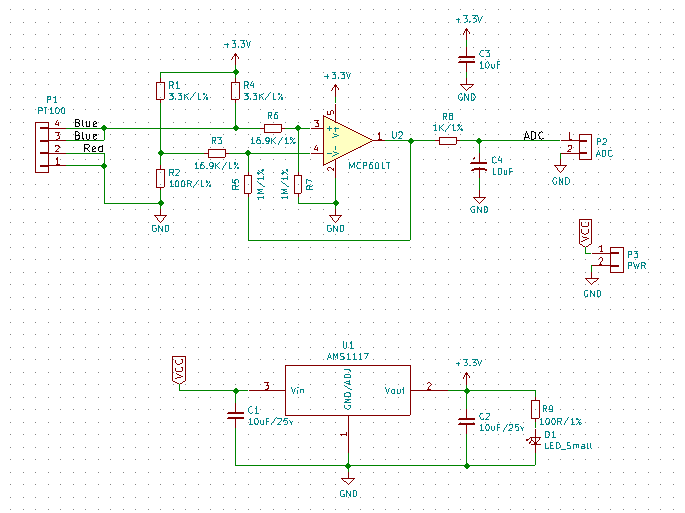 +3.3V
C3
10uF
GND
+3.3V
+3.3V
R1
3.3K/1%
R4
3.3K/1%
P1
PT100
4
Blue
3
Blue
2
Red
1
R6
16.9K/1%
R3
16.9K/1%
R2
100R/1%
R5
1M/1%
1M/1%
R7
5
3
+
V+
4
-
V-
2
1
U2
MCP601T
R8
1K/1%
ADC
1
2
P2
ADC
GND
C4
10uF
GND
GND
GND
VCC
1
2
P3
PWR
GND
U1
AMS1117
VCC
3
Vin
GND/ADJ
Vout
2
1
+3.3V
C1
10uF/25v
C2
10uF/25v
R9
100R/1%
D1
LED_Small
GND